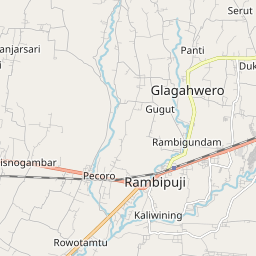 Serut
anjarsari
Panti
Duk
Glagahwero
Gugut
Rambigundam
isnogambar
Pecoro
Rambipuji
Kaliwining
Rowotamtu